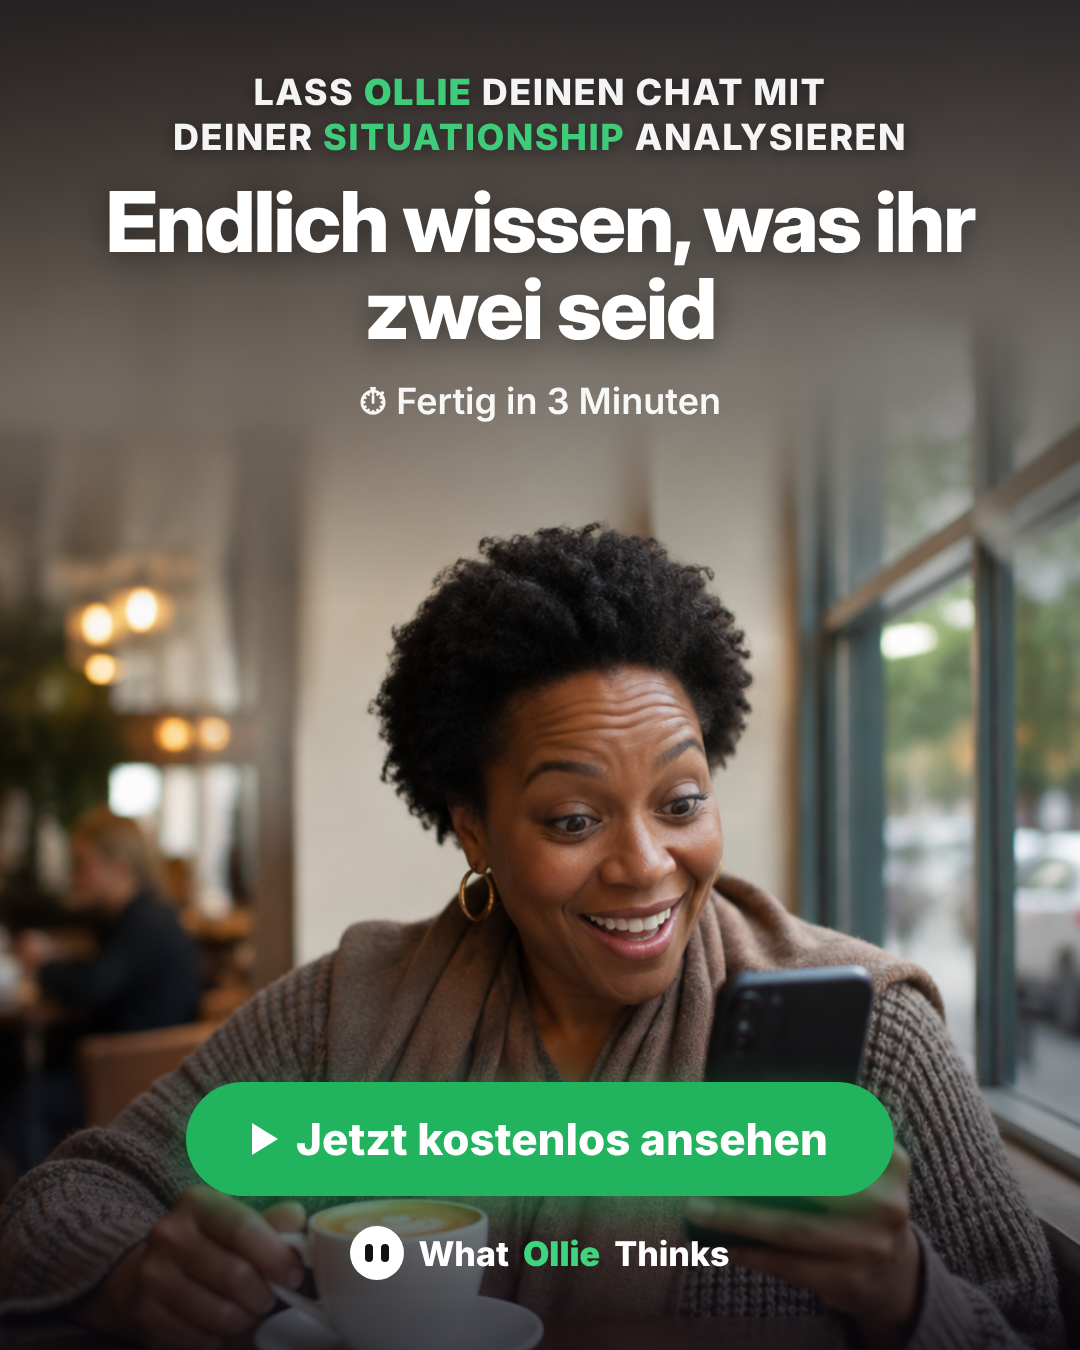 LASS OLLIE DEINEN CHAT MIT
DEINER SITUATIONSHIP ANALYSIEREN
Endlich wissen, was ihr
zwei seid
⏱ Fertig in 3 Minuten
▶ Jetzt kostenlos ansehen
What Ollie Thinks